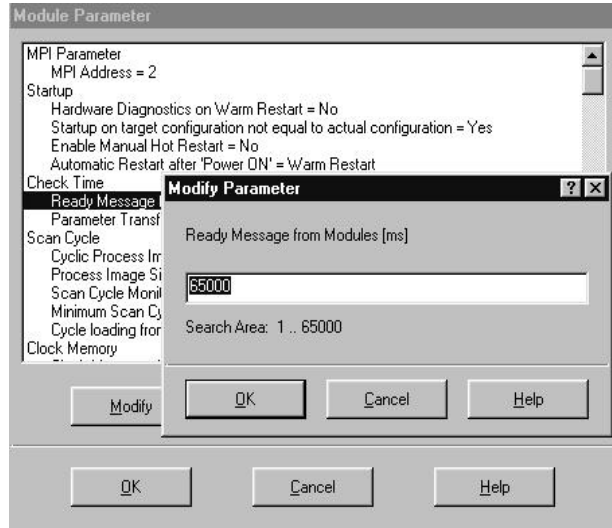 Module Parameter
MPI Parameter
MPI Address = 2
Startup
Hardware Diagnostics on Warm Restart = No
Startup on target configuration not equal to actual configuration = Yes
Enable Manual Hot Restart = No
Automatic Restart after 'Power ON' = Warm Restart
Check Time
Ready Message
Parameter Transf
Scan Cycle
Cyclic Process Im
Process Image Si
Scan Cycle Monit
Minimum Scan Cy
Cycle loading from
Clock Memory
Modify Parameter
Ready Message from Modules [ms]
65000
Search Area: 1 .. 65000
OK Cancel Help
Modify
OK Cancel Help